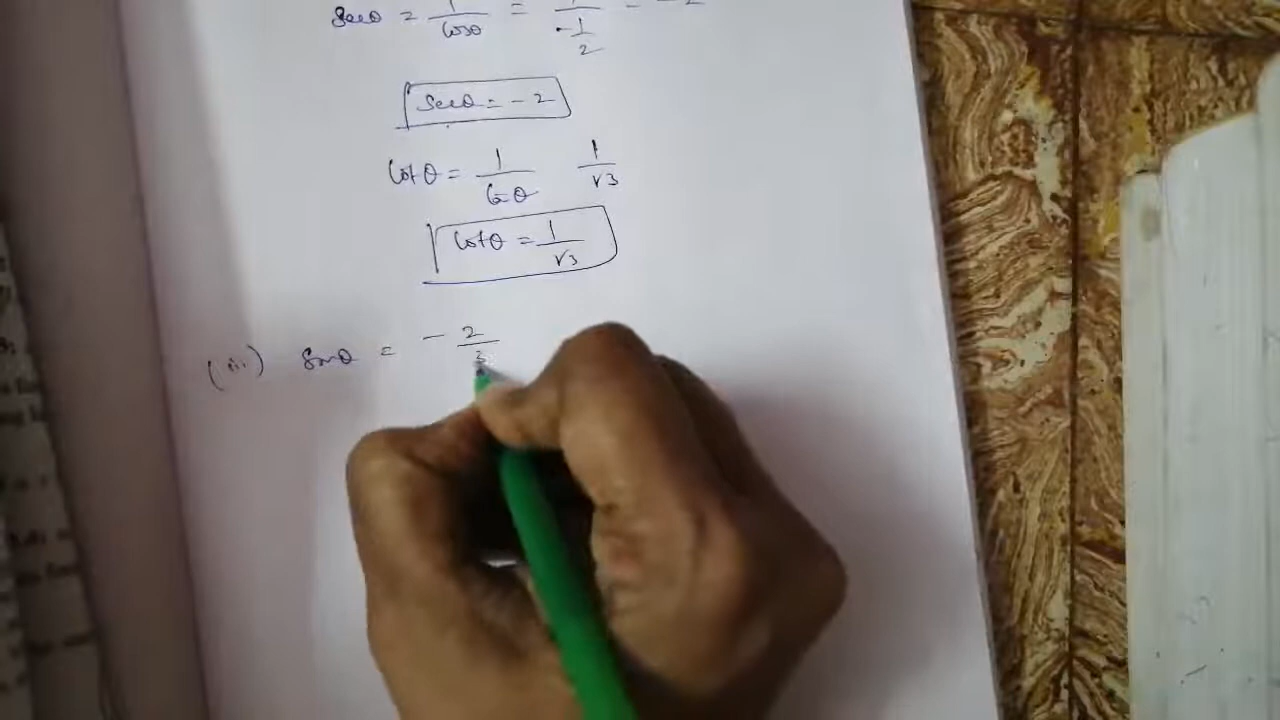 secθ = 1/cosθ = 1/(-1/2) = -2
secθ = -2
cotθ = 1/tanθ 1/√3
cotθ = 1/√3
(iii) sinθ = -2/3